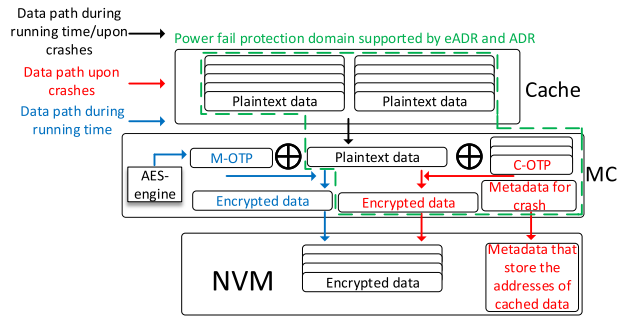 Data path during
running time/upon
crashes
Power fail protection domain supported by eADR and ADR
Data path upon
crashes
Data path during
running time
Plaintext data
Plaintext data
Cache
M-OTP
Plaintext data
C-OTP
AES-
engine
MC
Encrypted data
Encrypted data
Metadata for
crash
NVM
Encrypted data
Metadata that
store the
addresses of
cached data